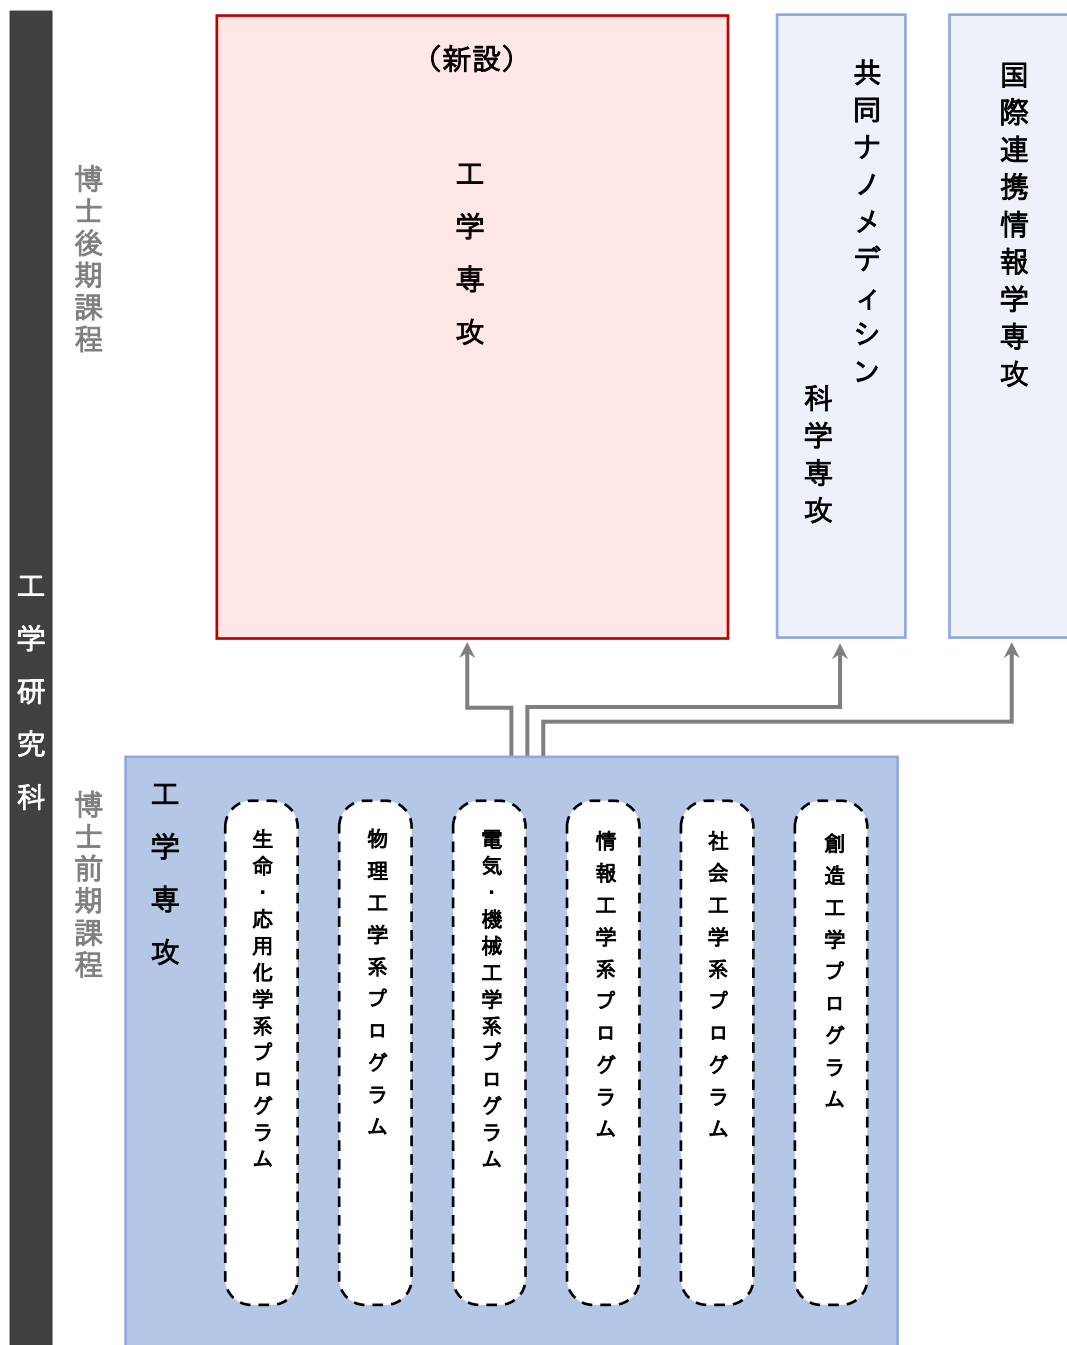 工学研究科
博士後期課程
（新設）
工学専攻
共同ナノメディシン
科学専攻
国際連携情報学専攻
博士前期課程
工学専攻
生命・応用化学系プログラム
物理工学系プログラム
電気・機械工学系プログラム
情報工学系プログラム
社会工学系プログラム
創造工学プログラム